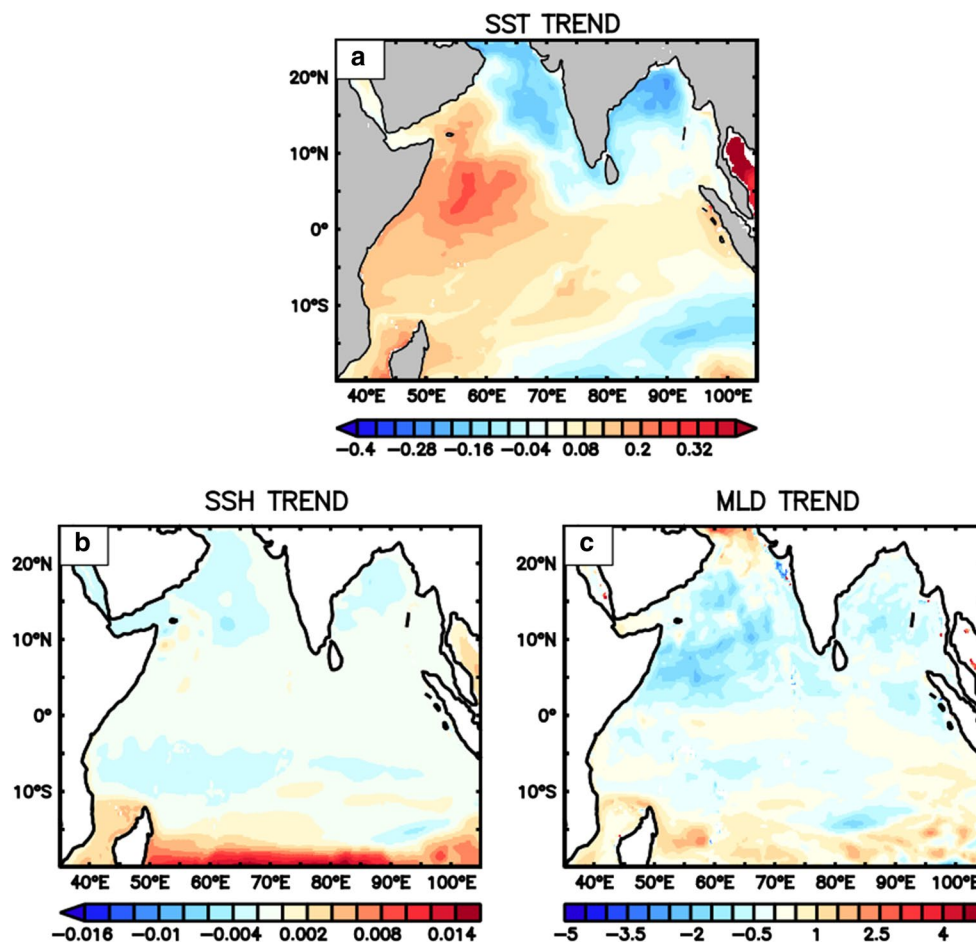 SST TREND
a
20°N
10°N
0°
10°S
40°E 50°E 60°E 70°E 80°E 90°E 100°E
−0.4 −0.28 −0.16 −0.04 0.08 0.2 0.32
SSH TREND
b
20°N
10°N
0°
10°S
40°E 50°E 60°E 70°E 80°E 90°E 100°E
−0.016 −0.01 −0.004 0.002 0.008 0.014
MLD TREND
c
20°N
10°N
0°
10°S
40°E 50°E 60°E 70°E 80°E 90°E 100°E
−5 −3.5 −2 −0.5 1 2.5 4